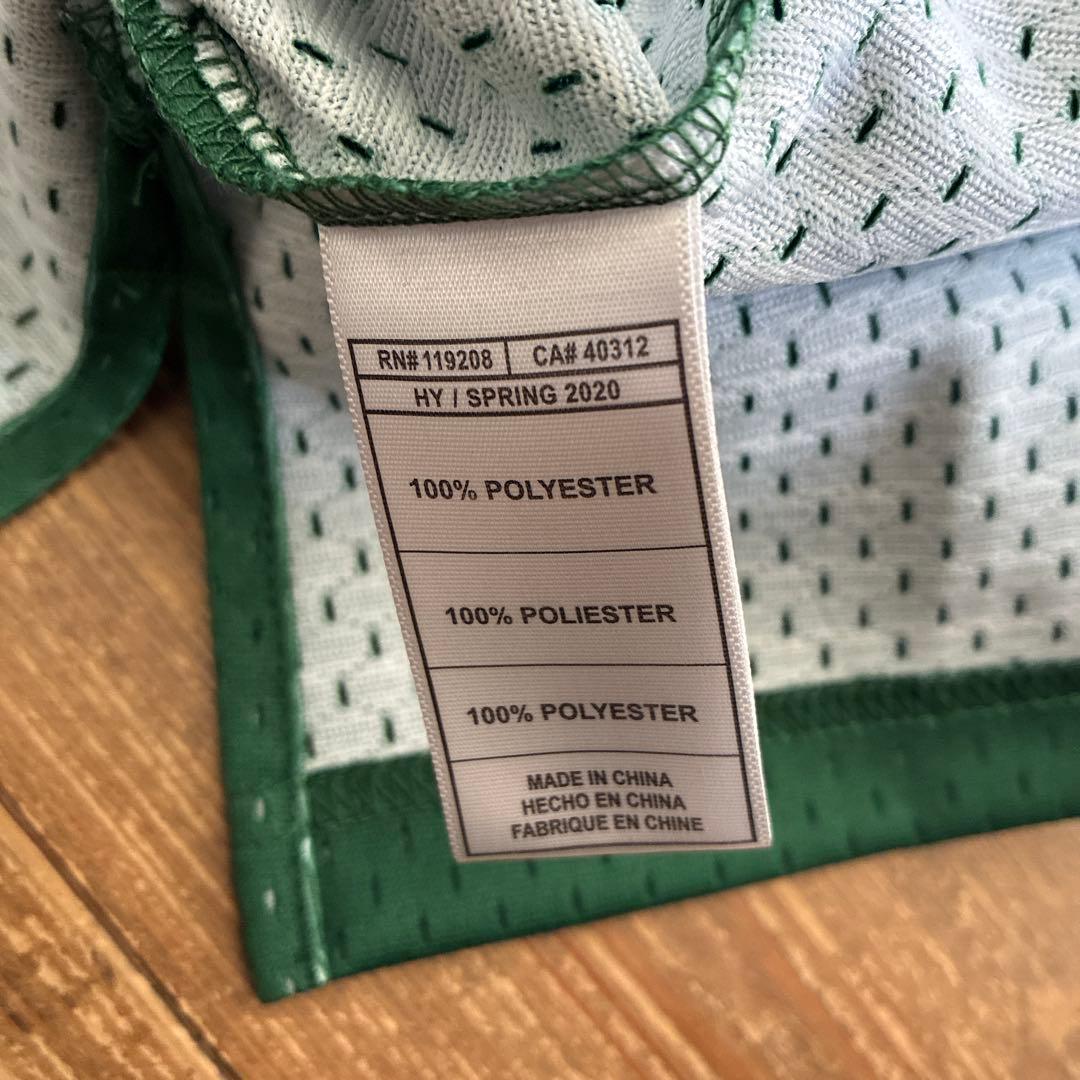 RN# 119208 CA# 40312
HY / SPRING 2020
100% POLYESTER
100% POLIESTER
100% POLYESTER
MADE IN CHINA
HECHO EN CHINA
FABRIQUE EN CHINE